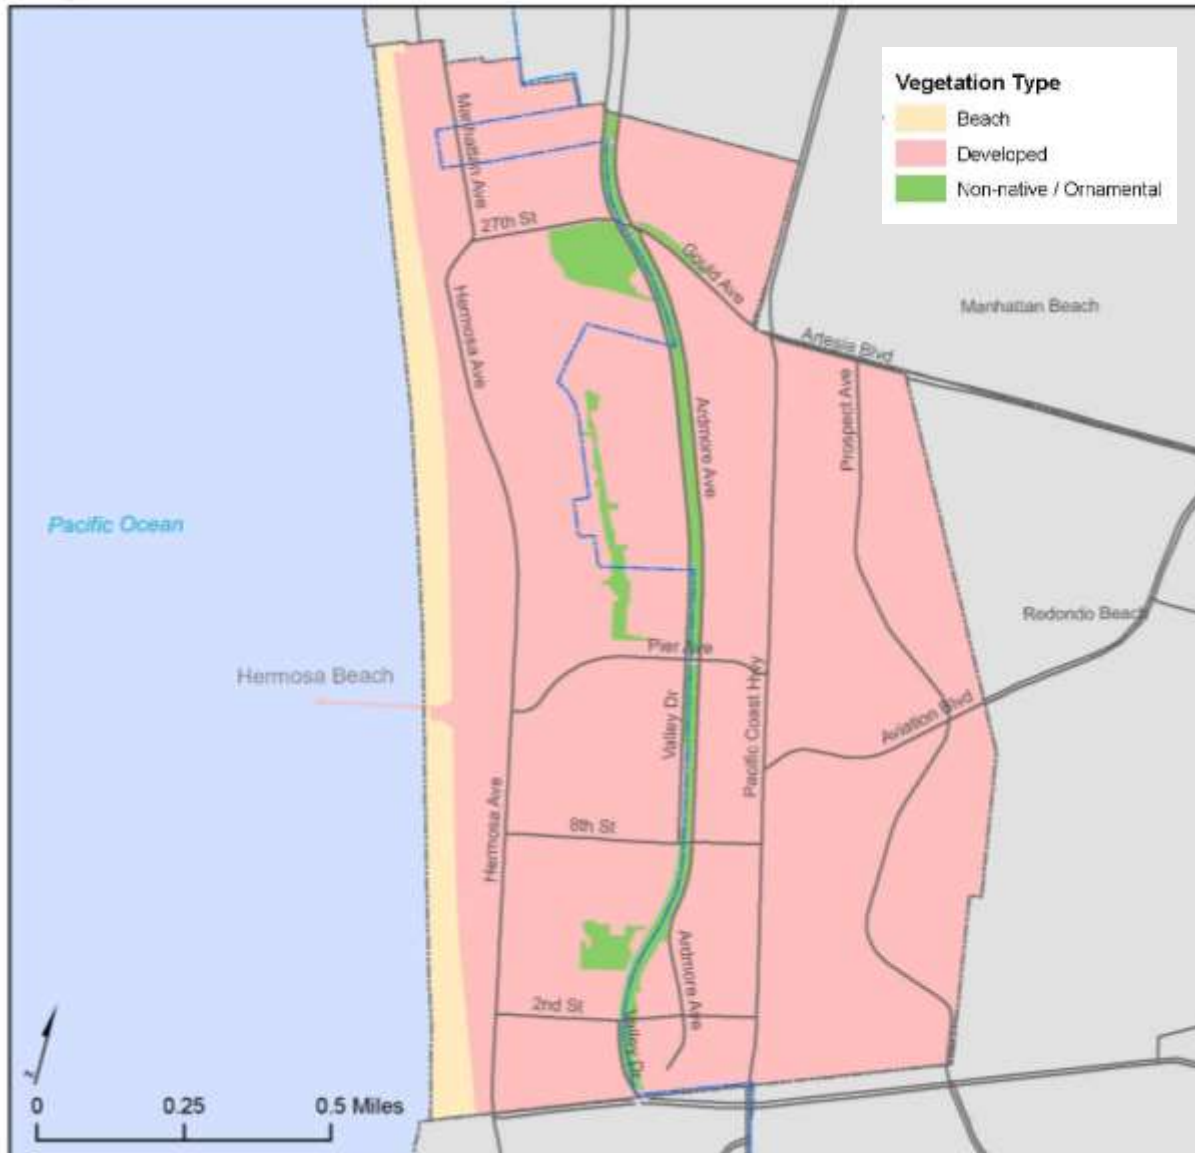 Vegetation Type
Beach
Developed
Non-native / Ornamental
Manhattan Ave
27th St
Gould Ave
Hermosa Ave
Manhattan Beach
Artesia Blvd
Prospect Ave
Ardmore Ave
Pacific Ocean
Redondo Beach
Pier Ave
Hermosa Beach
Valley Dr
Pacific Coast Hwy
Aviation Blvd
8th St
Hermosa Ave
Ardmore Ave
2nd St
Valley Dr
0 0.25 0.5 Miles